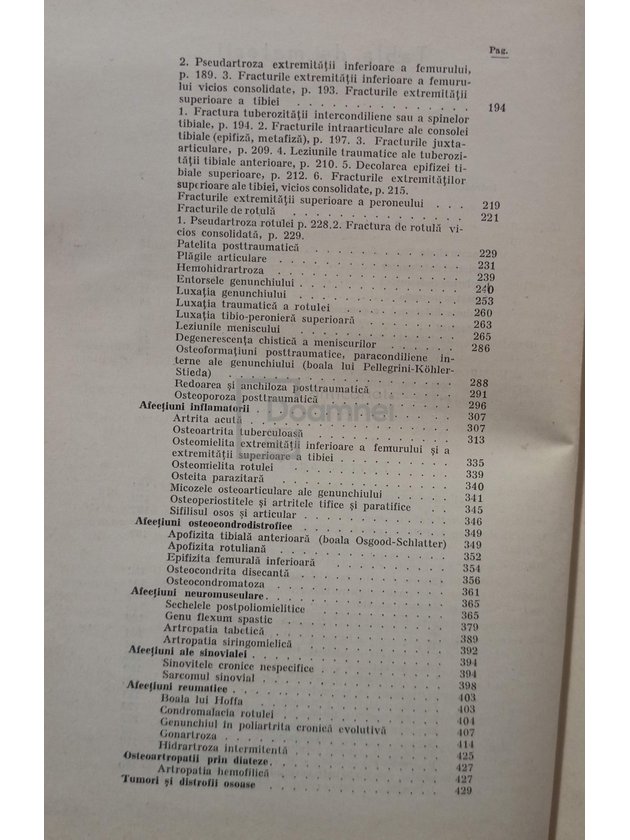 Pag.
2. Pseudartroza extremității inferioare a femurului,
p. 189. 3. Fracturile extremității inferioare a femuru-
lui vicios consolidate, p. 193. Fracturile extremității
superioare a tibiei . . . . . . . . . . . . . . 194
1. Fractura tuberozității intercondiliene sau a spinelor
tibiale, p. 194. 2. Fracturile intraarticulare ale consolei
tibiale (epifiză, metafiză), p. 197. 3. Fracturile juxta-
articulare, p. 209. 4. Leziunile traumatice ale tuberozi-
tății tibiale anterioare, p. 210. 5. Decolarea epifizei ti-
biale superioare, p. 212. 6. Fracturile extremităților
superioare ale tibiei, vicios consolidate, p. 215.
Fracturile extremității superioare a peroneului . . . 219
Fracturile de rotulă . . . . . . . . . . . . 221
1. Pseudartroza rotulei p. 228. 2. Fractura de rotulă vi-
cios consolidată, p. 229.
Patelita posttraumatică . . . . . . . . . . . 229
Plăgile articulare . . . . . . . . . . . . . 231
Hemohidrartroza . . . . . . . . . . . . . 239
Entorsele genunchiului . . . . . . . . . . . 240
Luxația genunchiului . . . . . . . . . . . . 253
Luxația traumatică a rotulei . . . . . . . . . 260
Luxația tibio-peronieră superioară . . . . . . . 263
Leziunile meniscului . . . . . . . . . . . . 265
Degenerescența chistică a meniscurilor . . . . . . 286
Osteoformațiuni posttraumatice, paracondiliene in-
terne ale genunchiului (boala lui Pellegrini-Köhler-
Stieda) . . . . . . . . . . . . . . . . 288
Redoarea și anchiloza posttraumatică . . . . . . 291
Osteoporoza posttraumatică . . . . . . . . . 296
Afecțiuni inflamatorii . . . . . . . . . . . . 307
Artrita acută . . . . . . . . . . . . . . 307
Osteoartrita tuberculoasă . . . . . . . . . . 313
Osteomielita extremității inferioare a femurului și a
extremității superioare a tibiei . . . . . . . . 335
Osteomielita rotulei . . . . . . . . . . . . 339
Osteita parazitară . . . . . . . . . . . . 340
Micozele osteoarticulare ale genunchiului . . . . . 341
Osteoperiostitele și artritele tifice și paratifice . . . 345
Sifilisul osos și articular . . . . . . . . . . 346
Afecțiuni osteocondrodistrofice . . . . . . . . . 349
Apofizita tibială anterioară (boala Osgood-Schlatter) 349
Apofizita rotuliană . . . . . . . . . . . . 352
Epifizita femurală inferioară . . . . . . . . . 354
Osteocondrita disecantă . . . . . . . . . . 356
Osteocondromatoza . . . . . . . . . . . . 361
Afecțiuni neuromusculare . . . . . . . . . . . 365
Sechelele postpoliomielitice . . . . . . . . . 365
Genu flexum spastic . . . . . . . . . . . 379
Artropatia tabetică . . . . . . . . . . . . 389
Artropatia siringomielică . . . . . . . . . . 392
Afecțiuni ale sinovialei . . . . . . . . . . . 394
Sinovitele cronice nespecifice . . . . . . . . 394
Sarcomul sinovial . . . . . . . . . . . . 398
Afecțiuni reumatice . . . . . . . . . . . . 403
Boala lui Hoffa . . . . . . . . . . . . . 403
Condromalacia rotulei . . . . . . . . . . . 404
Genunchiul în poliartrita cronică evolutivă . . . . 407
Gonartroza . . . . . . . . . . . . . . 414
Hidrartroza intermitentă . . . . . . . . . . 425
Osteoartropatii prin diateze . . . . . . . . . . 427
Artropatia hemofilică . . . . . . . . . . . 427
Tumori și distrofii osoase . . . . . . . . . . . 429
Doamnei